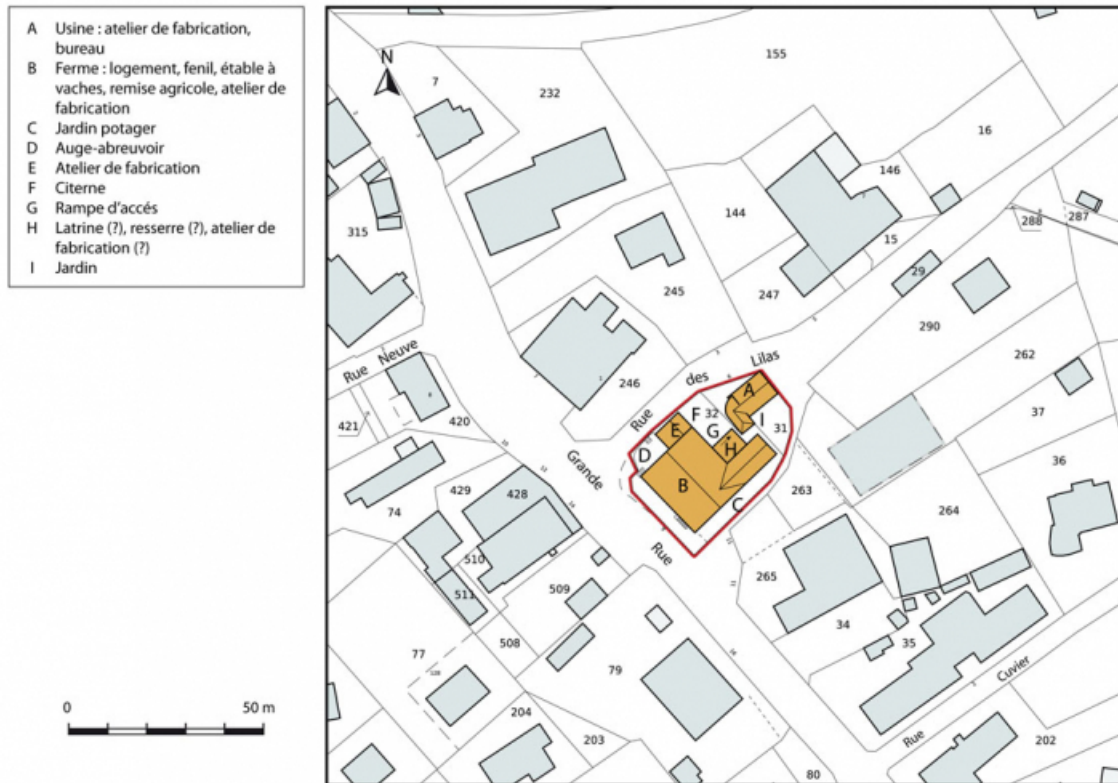 A Usine : atelier de fabrication,
bureau
B Ferme : logement, fenil, étable à
vaches, remise agricole, atelier de
fabrication
C Jardin potager
D Auge-abreuvoir
E Atelier de fabrication
F Citerne
G Rampe d'accés
H Latrine (?), resserre (?), atelier de
fabrication (?)
I Jardin
0 50 m
N
155
7
232
16
146
144
315
288
287
15
29
247
245
290
Rue Neuve
Rue des Lilas
262
246
A
32
F
G
I
31
37
421
420
E
H
D
Grande Rue
B
C
36
263
429
428
264
74
510
265
511
509
34
508
35
77
79
Rue Cuvier
204
203
202
80